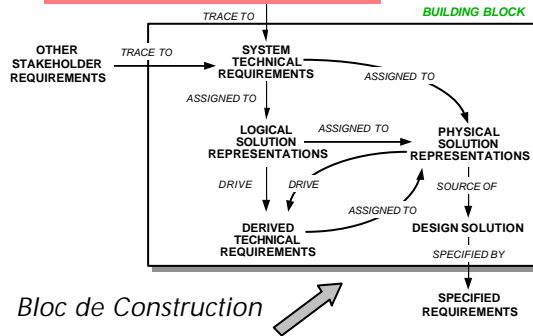 TRACE TO
BUILDING BLOCK
OTHER
STAKEHOLDER
REQUIREMENTS
TRACE TO
SYSTEM
TECHNICAL
REQUIREMENTS
ASSIGNED TO
ASSIGNED TO
LOGICAL
SOLUTION
REPRESENTATIONS
ASSIGNED TO
PHYSICAL
SOLUTION
REPRESENTATIONS
DRIVE
DRIVE
SOURCE OF
ASSIGNED TO
DERIVED
TECHNICAL
REQUIREMENTS
DESIGN SOLUTION
SPECIFIED BY
Bloc de Construction
SPECIFIED
REQUIREMENTS